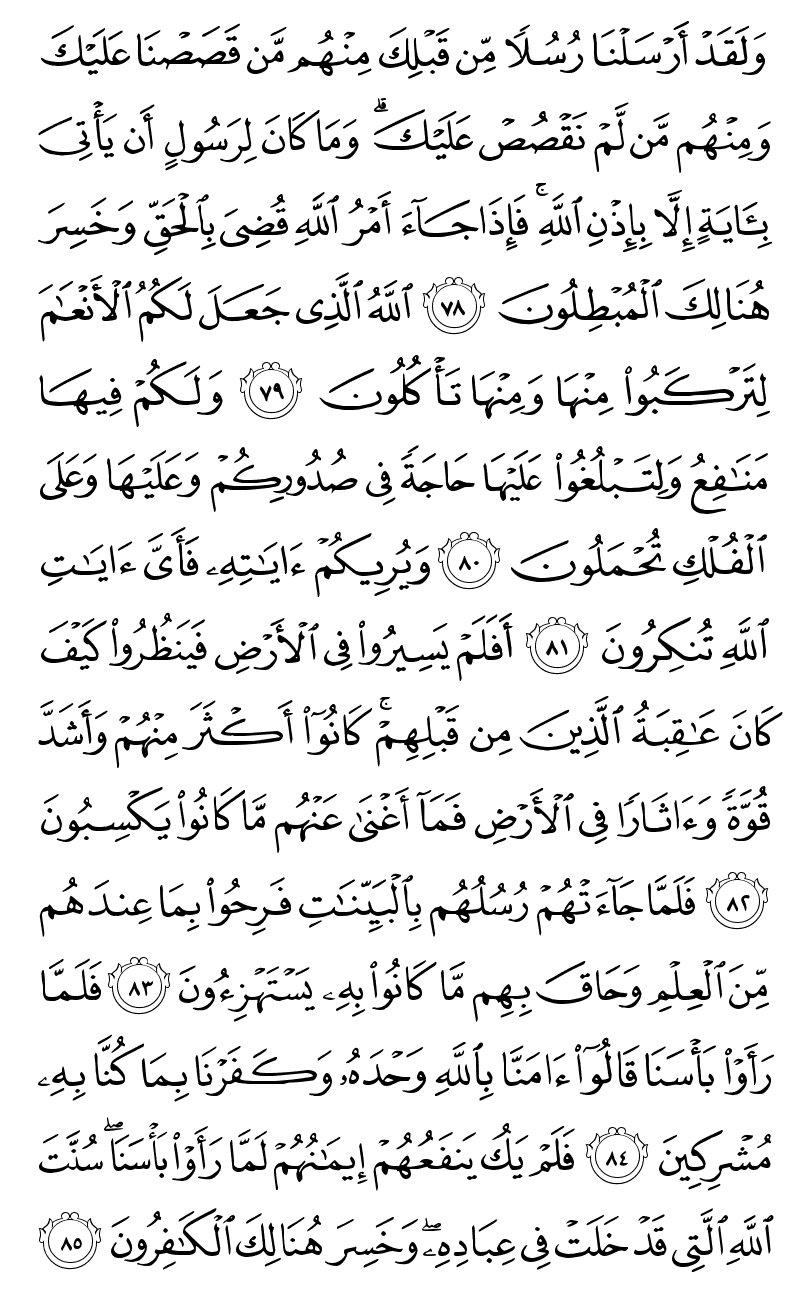 وَلَقَدْ أَرْسَلْنَا رُسُلًا مِّن قَبْلِكَ مِنْهُم مَّن قَصَصْنَا عَلَيْكَ
وَمِنْهُم مَّن لَّمْ نَقْصُصْ عَلَيْكَ ۗ وَمَا كَانَ لِرَسُولٍ أَن يَأْتِىَ
بِـَٔايَةٍ إِلَّا بِإِذْنِ ٱللَّهِ ۚ فَإِذَا جَآءَ أَمْرُ ٱللَّهِ قُضِىَ بِٱلْحَقِّ وَخَسِرَ
هُنَالِكَ ٱلْمُبْطِلُونَ ٧٨ ٱللَّهُ ٱلَّذِى جَعَلَ لَكُمُ ٱلْأَنْعَٰمَ
لِتَرْكَبُوا۟ مِنْهَا وَمِنْهَا تَأْكُلُونَ ٧٩ وَلَكُمْ فِيهَا
مَنَٰفِعُ وَلِتَبْلُغُوا۟ عَلَيْهَا حَاجَةً فِى صُدُورِكُمْ وَعَلَيْهَا وَعَلَى
ٱلْفُلْكِ تُحْمَلُونَ ٨٠ وَيُرِيكُمْ ءَايَٰتِهِۦ فَأَىَّ ءَايَٰتِ
ٱللَّهِ تُنكِرُونَ ٨١ أَفَلَمْ يَسِيرُوا۟ فِى ٱلْأَرْضِ فَيَنظُرُوا۟ كَيْفَ
كَانَ عَٰقِبَةُ ٱلَّذِينَ مِن قَبْلِهِمْ ۚ كَانُوٓا۟ أَكْثَرَ مِنْهُمْ وَأَشَدَّ
قُوَّةً وَءَاثَارًا فِى ٱلْأَرْضِ فَمَآ أَغْنَىٰ عَنْهُم مَّا كَانُوا۟ يَكْسِبُونَ
٨٢ فَلَمَّا جَآءَتْهُمْ رُسُلُهُم بِٱلْبَيِّنَٰتِ فَرِحُوا۟ بِمَا عِندَهُم
مِّنَ ٱلْعِلْمِ وَحَاقَ بِهِم مَّا كَانُوا۟ بِهِۦ يَسْتَهْزِءُونَ ٨٣ فَلَمَّا
رَأَوْا۟ بَأْسَنَا قَالُوٓا۟ ءَامَنَّا بِٱللَّهِ وَحْدَهُۥ وَكَفَرْنَا بِمَا كُنَّا بِهِۦ
مُشْرِكِينَ ٨٤ فَلَمْ يَكُ يَنفَعُهُمْ إِيمَٰنُهُمْ لَمَّا رَأَوْا۟ بَأْسَنَا ۖ سُنَّتَ
ٱللَّهِ ٱلَّتِى قَدْ خَلَتْ فِى عِبَادِهِۦ ۖ وَخَسِرَ هُنَالِكَ ٱلْكَٰفِرُونَ ٨٥